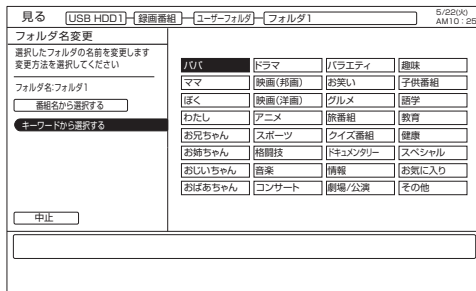 見る USB HDD1 録画番組 ユーザーフォルダ フォルダ1
5/22(火)
AM10:25
フォルダ名変更
選択したフォルダの名前を変更します
変更方法を選択してください
フォルダ名:フォルダ1
番組名から選択する
キーワードから選択する
中止
パパ ドラマ バラエティ 趣味
ママ 映画(邦画) お笑い 子供番組
ぼく 映画(洋画) グルメ 語学
わたし アニメ 旅番組 教育
お兄ちゃん スポーツ クイズ番組 健康
お姉ちゃん 格闘技 ドキュメンタリー スペシャル
おじいちゃん 音楽 情報 お気に入り
おばあちゃん コンサート 劇場/公演 その他